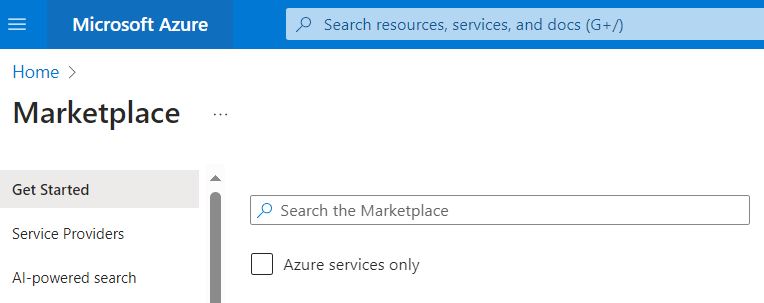 Microsoft Azure
Search resources, services, and docs (G+/)
Home >
Marketplace ...
Get Started
Service Providers
AI-powered search
Search the Marketplace
Azure services only